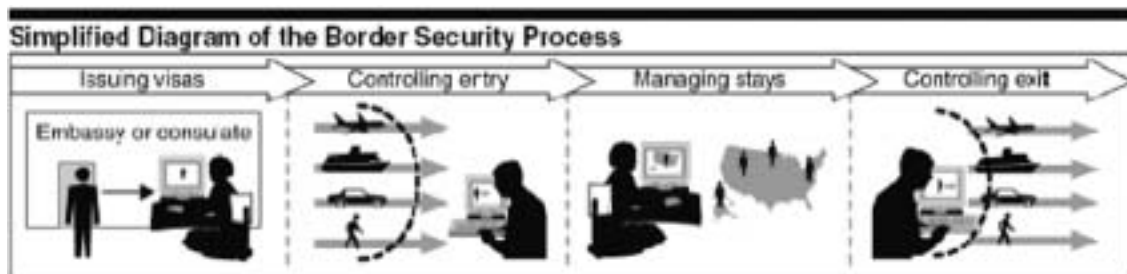 Simplified Diagram of the Border Security Process
Issuing visas
Controlling entry
Managing stays
Controlling exit
Embassy or consulate